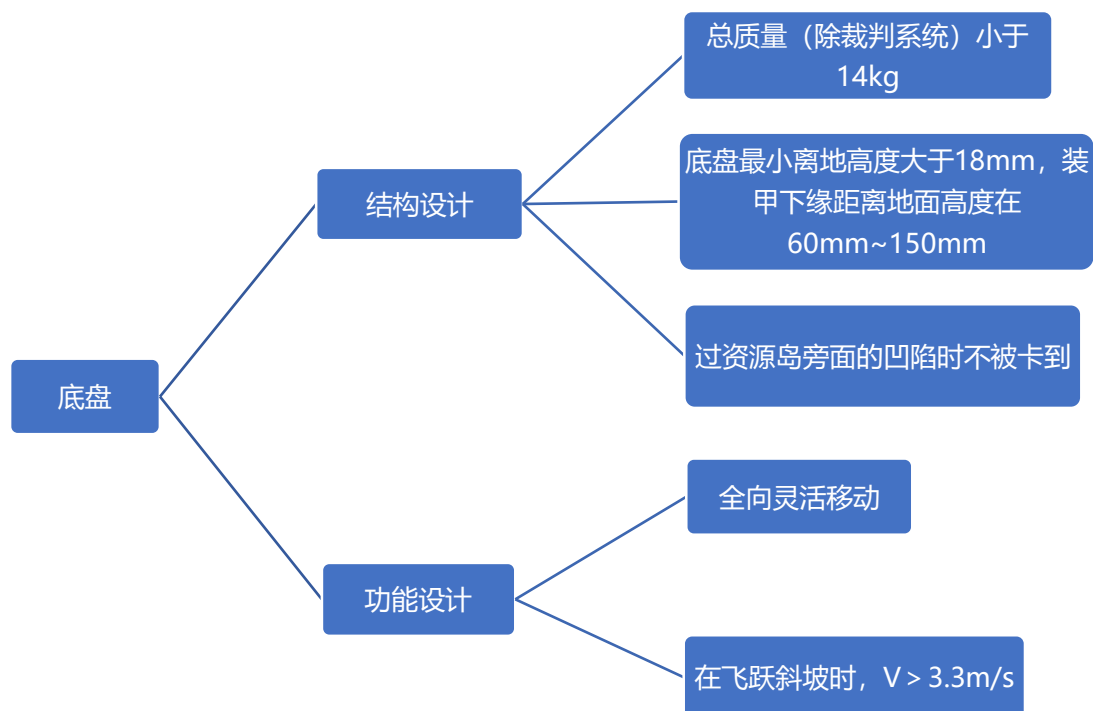 总质量（除裁判系统）小于
14kg
底盘最小离地高度大于18mm，装
甲下缘距离地面高度在
60mm~150mm
结构设计
过资源岛旁面的凹陷时不被卡到
底盘
全向灵活移动
功能设计
在飞跃斜坡时，V＞3.3m/s